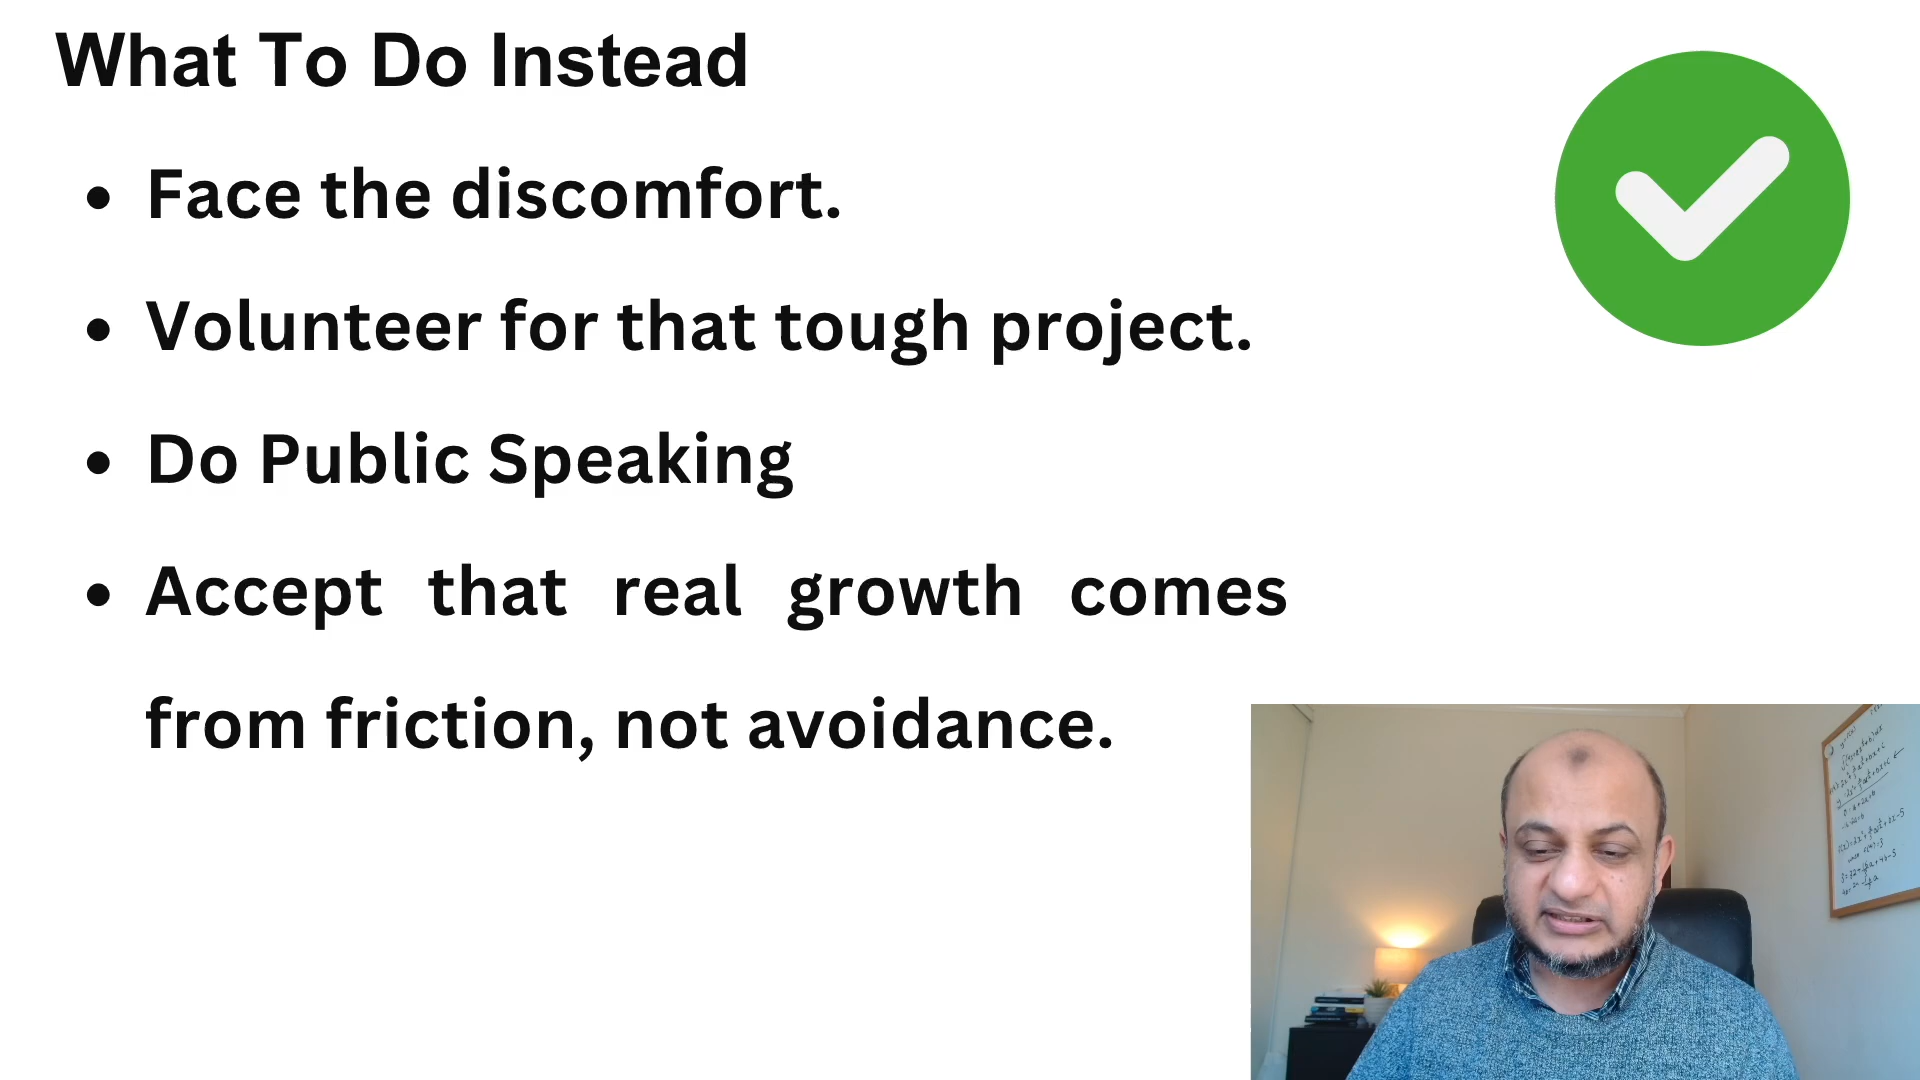 What To Do Instead
• Face the discomfort.
• Volunteer for that tough project.
• Do Public Speaking
• Accept that real growth comes
from friction, not avoidance.